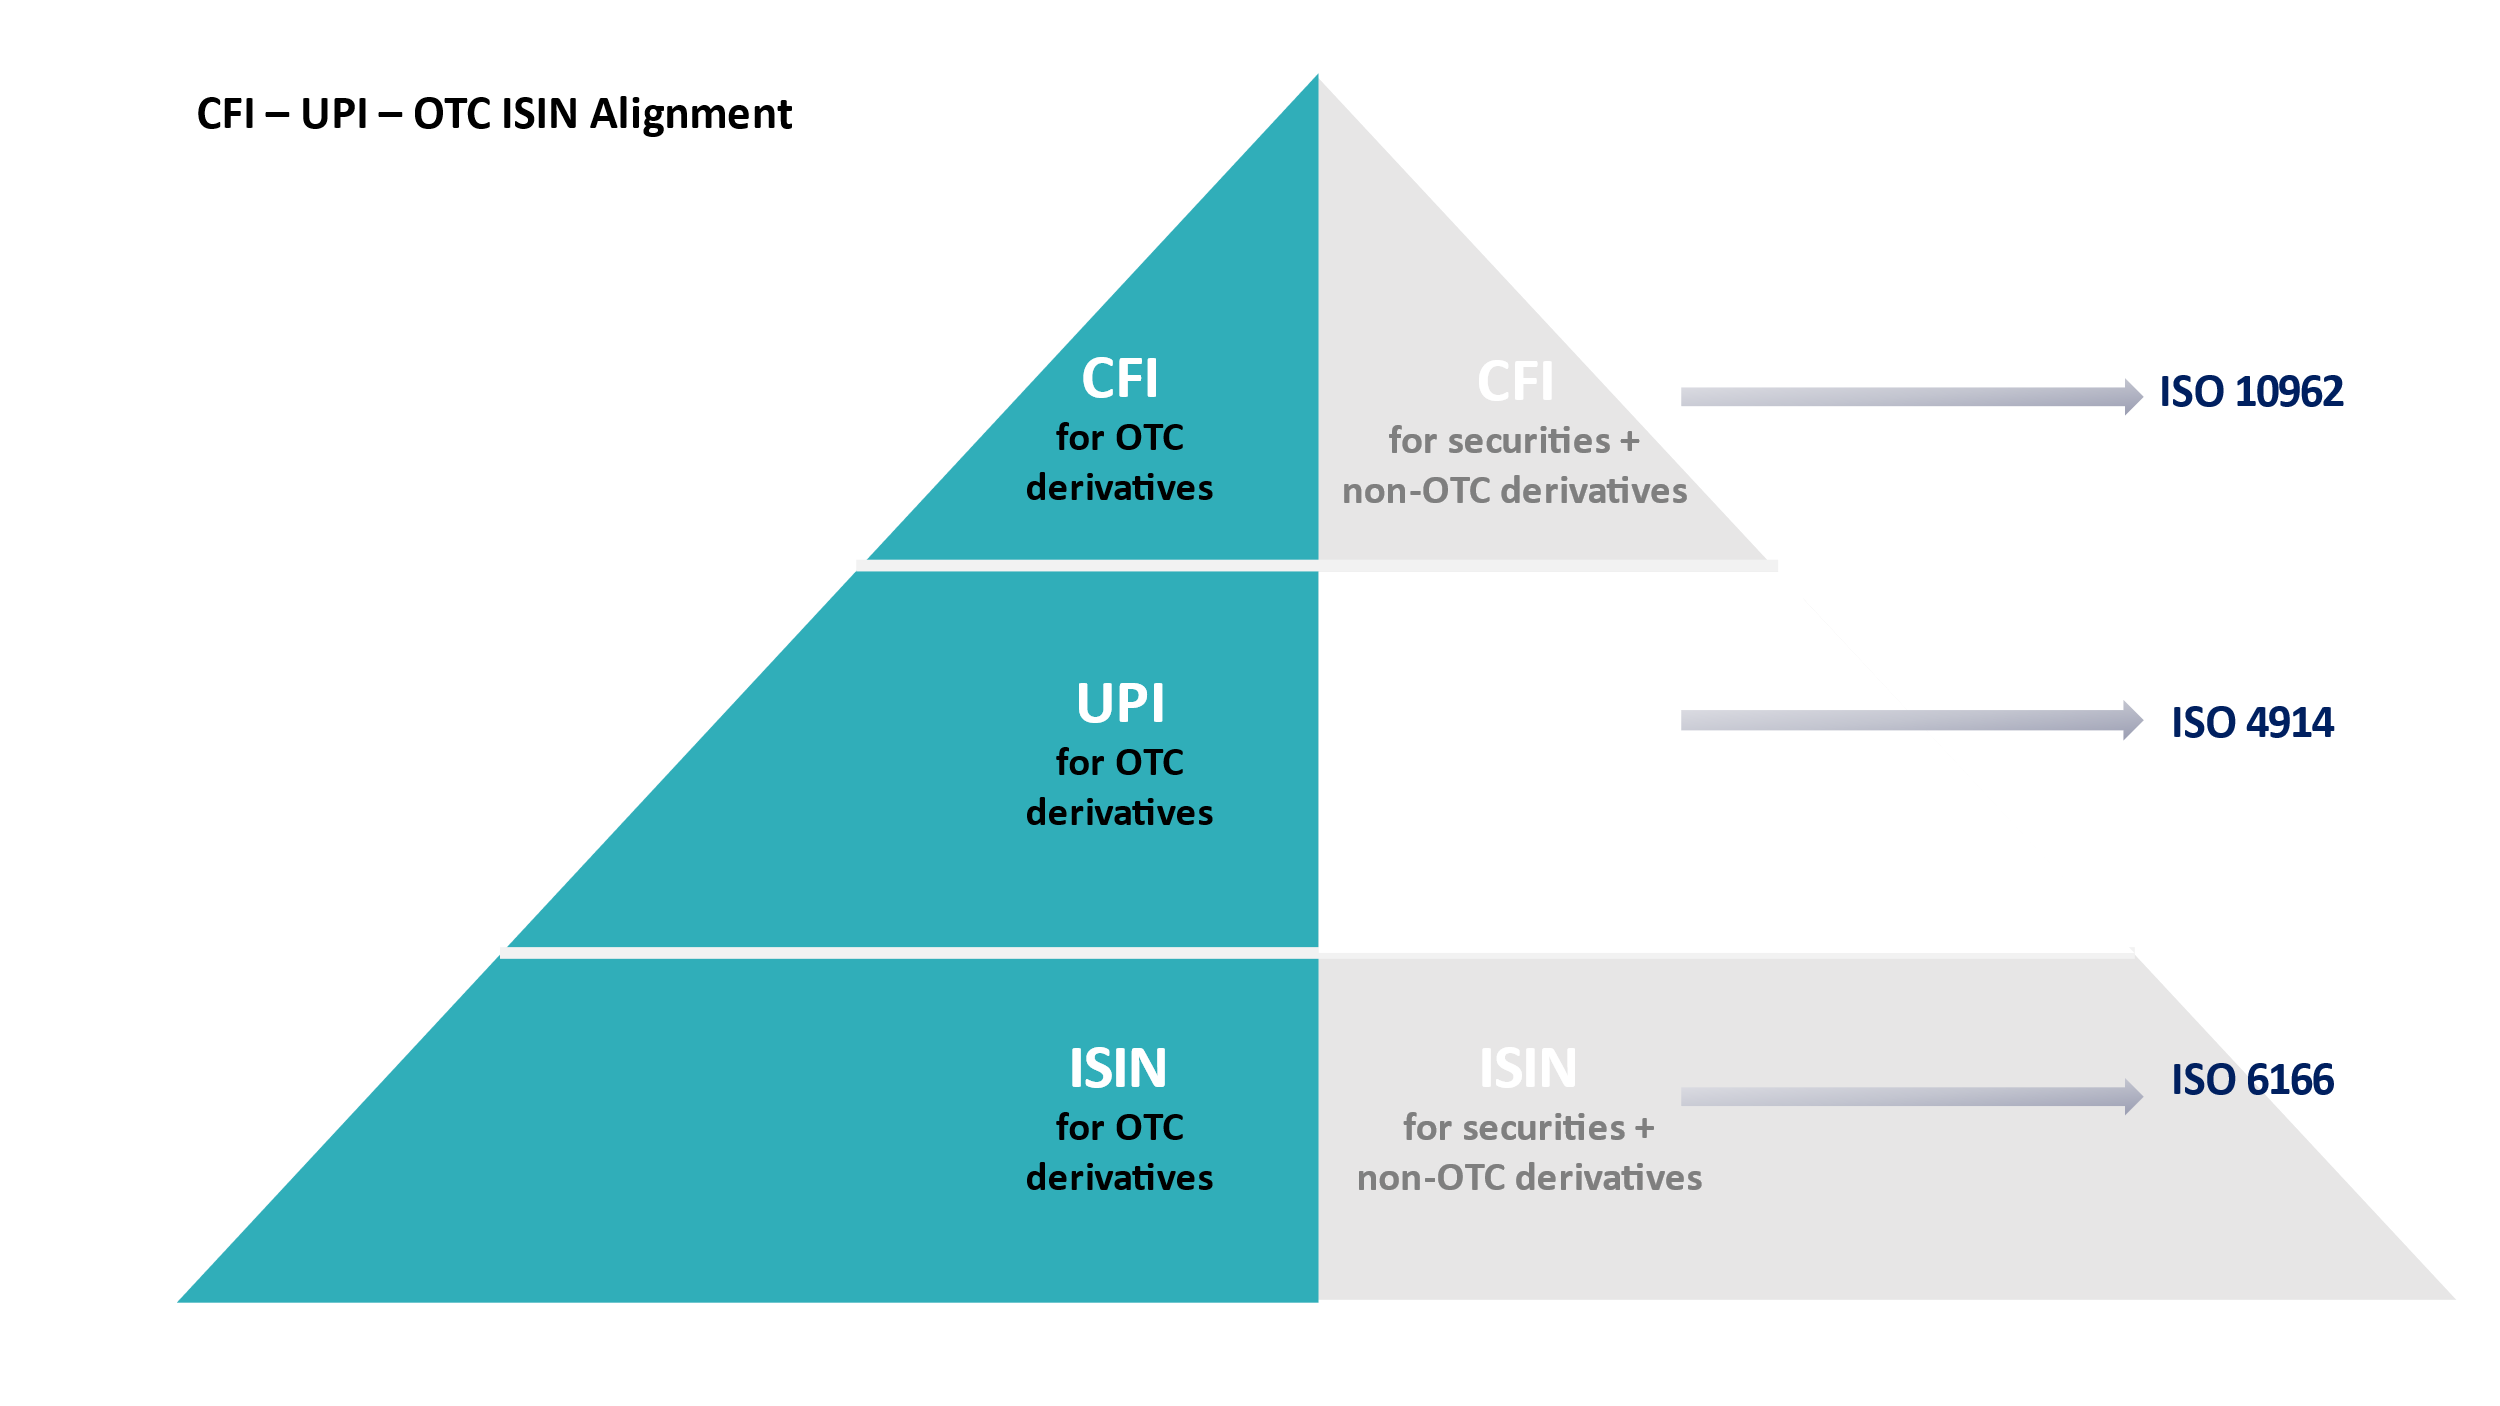 CFI – UPI – OTC ISIN Alignment
CFI
for OTC
derivatives
CFI
for securities +
non-OTC derivatives
ISO 10962
UPI
for OTC
derivatives
ISO 4914
ISIN
for OTC
derivatives
ISIN
for securities +
non-OTC derivatives
ISO 6166